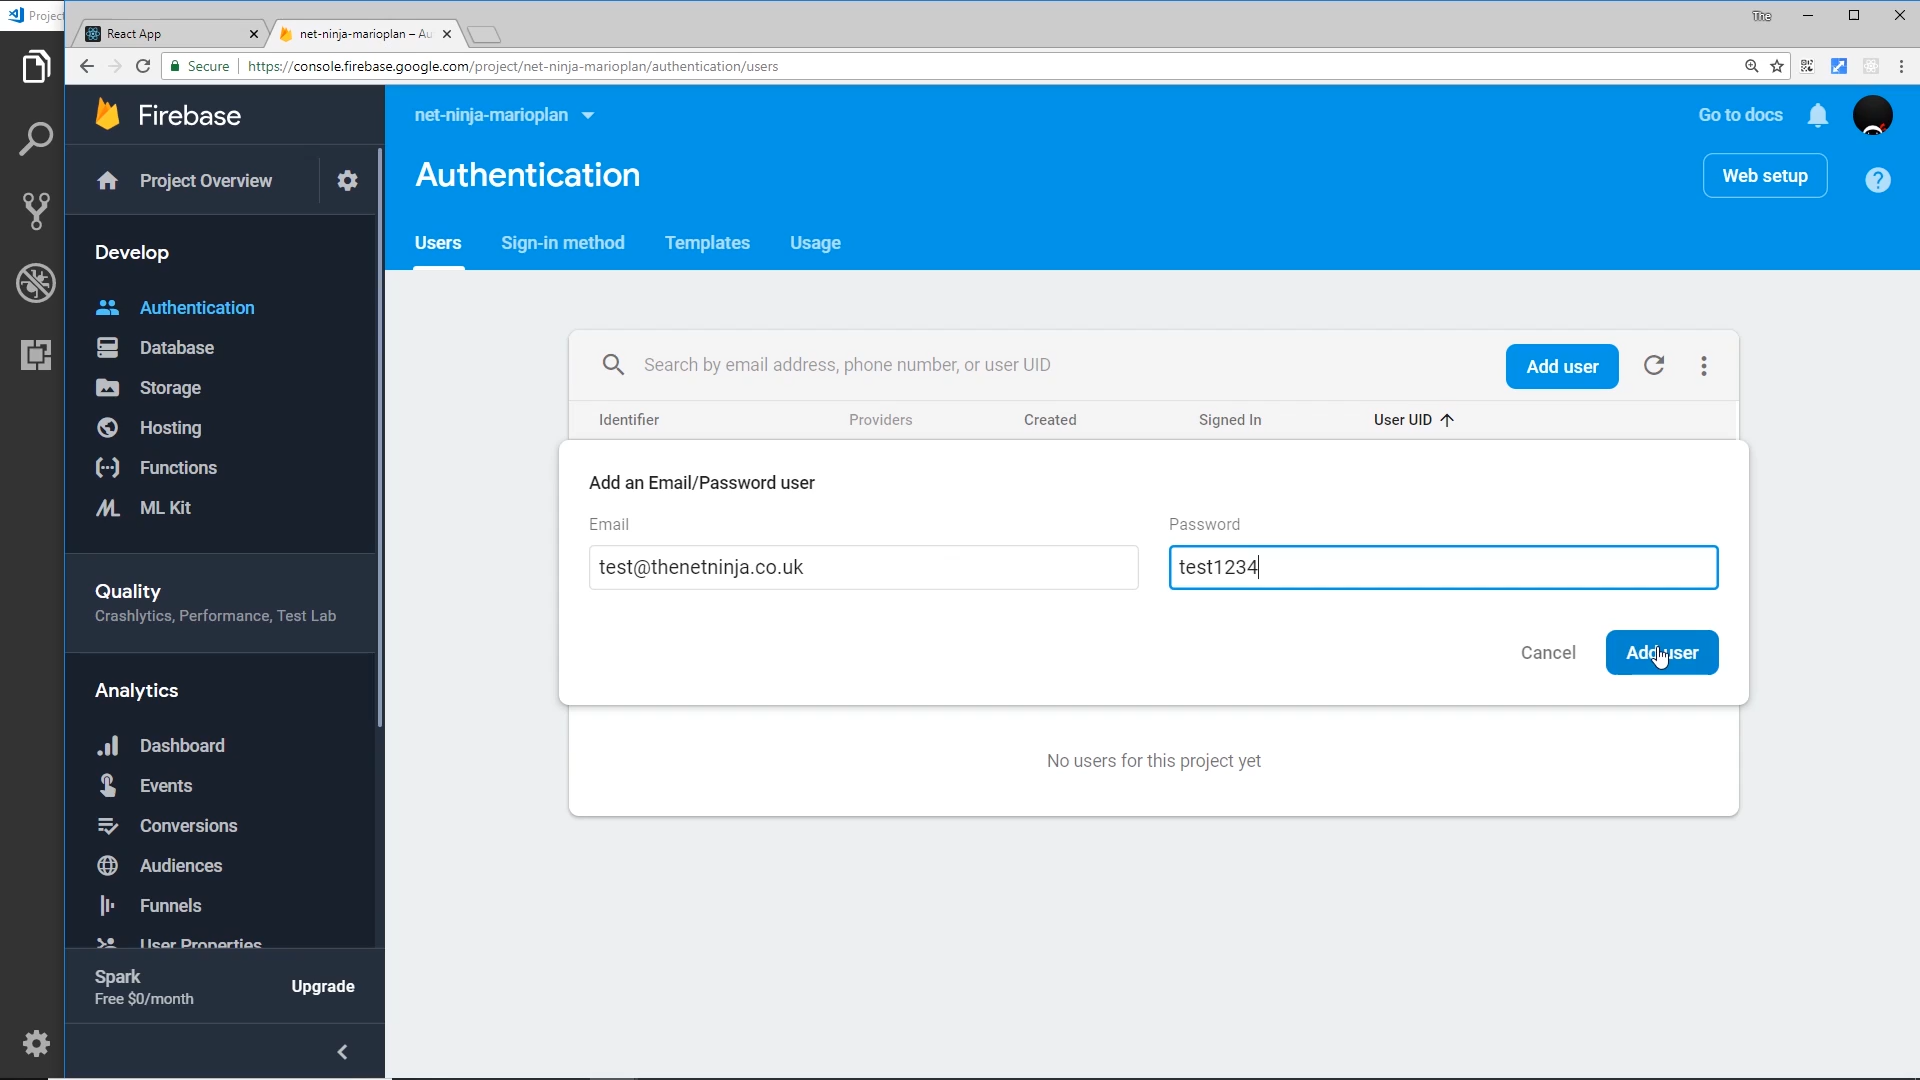 Project
React App
net-ninja-marioplan – Au
The
Secure
https://console.firebase.google.com/project/net-ninja-marioplan/authentication/users
Firebase
net-ninja-marioplan
Go to docs
Project Overview
Authentication
Web setup
Users
Sign-in method
Templates
Usage
Develop
Authentication
Database
Storage
Hosting
Functions
ML Kit
Quality
Crashlytics, Performance, Test Lab
Analytics
Dashboard
Events
Conversions
Audiences
Funnels
User Properties
Spark
Free $0/month
Upgrade
Search by email address, phone number, or user UID
Add user
Identifier
Providers
Created
Signed In
User UID
Add an Email/Password user
Email
Password
test@thenetninja.co.uk
test1234
Cancel
Add user
No users for this project yet